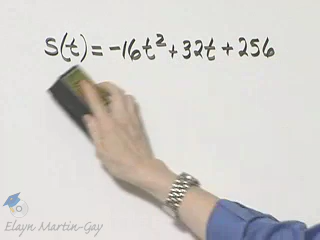 S(t) = -16t² + 32t + 256
Elayn Martin-Gay